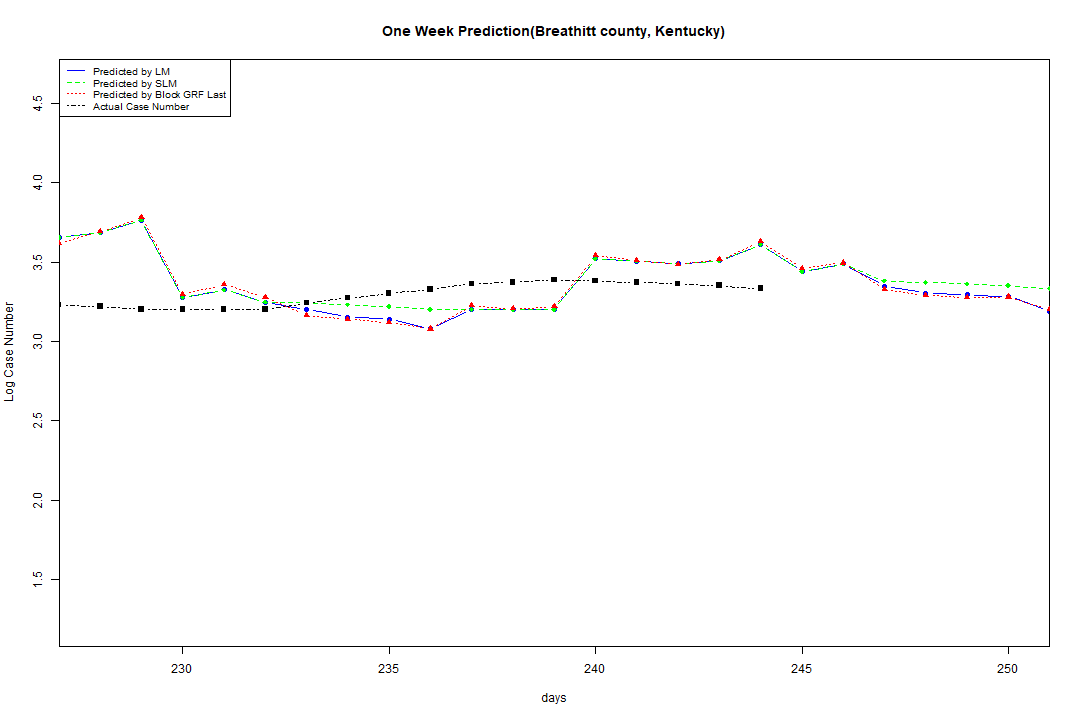 One Week Prediction(Breathitt county, Kentucky)
Predicted by LM
Predicted by SLM
Predicted by Block GRF Last
Actual Case Number
4.5
4.0
3.5
3.0
2.5
2.0
1.5
Log Case Number
230 235 240 245 250
days